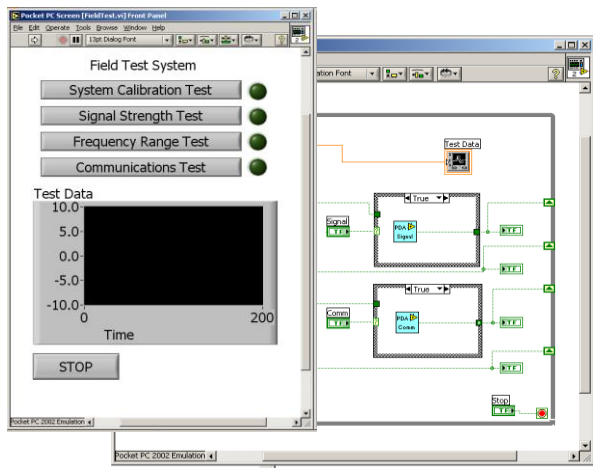 Pocket PC Screen [FieldTest.vi] Front Panel
File Edit Operate Tools Browse Window Help
13pt Dialog Font
2
Field Test System
System Calibration Test
Signal Strength Test
Frequency Range Test
Communications Test
Test Data
10.0
5.0
0.0
-5.0
-10.0
0 200
Time
STOP
Pocket PC 2002 Emulation
ation Font
2
Test Data
True
Signal
TF
PDA
Signal
TF
TF
True
Comm
TF
PDA
Comm
TF
TF
Stop
TF
Pocket PC 2002 Emulation